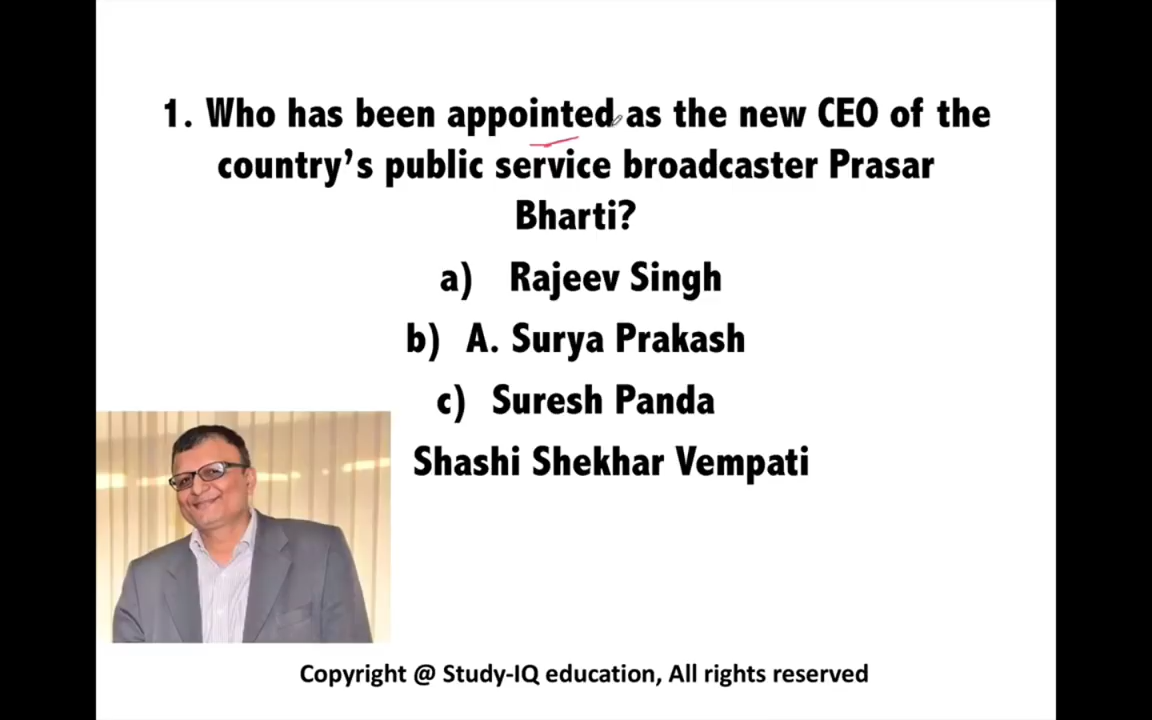 1. Who has been appointed as the new CEO of the
country's public service broadcaster Prasar
Bharti?
a) Rajeev Singh
b) A. Surya Prakash
c) Suresh Panda
Shashi Shekhar Vempati
Copyright @ Study-IQ education, All rights reserved